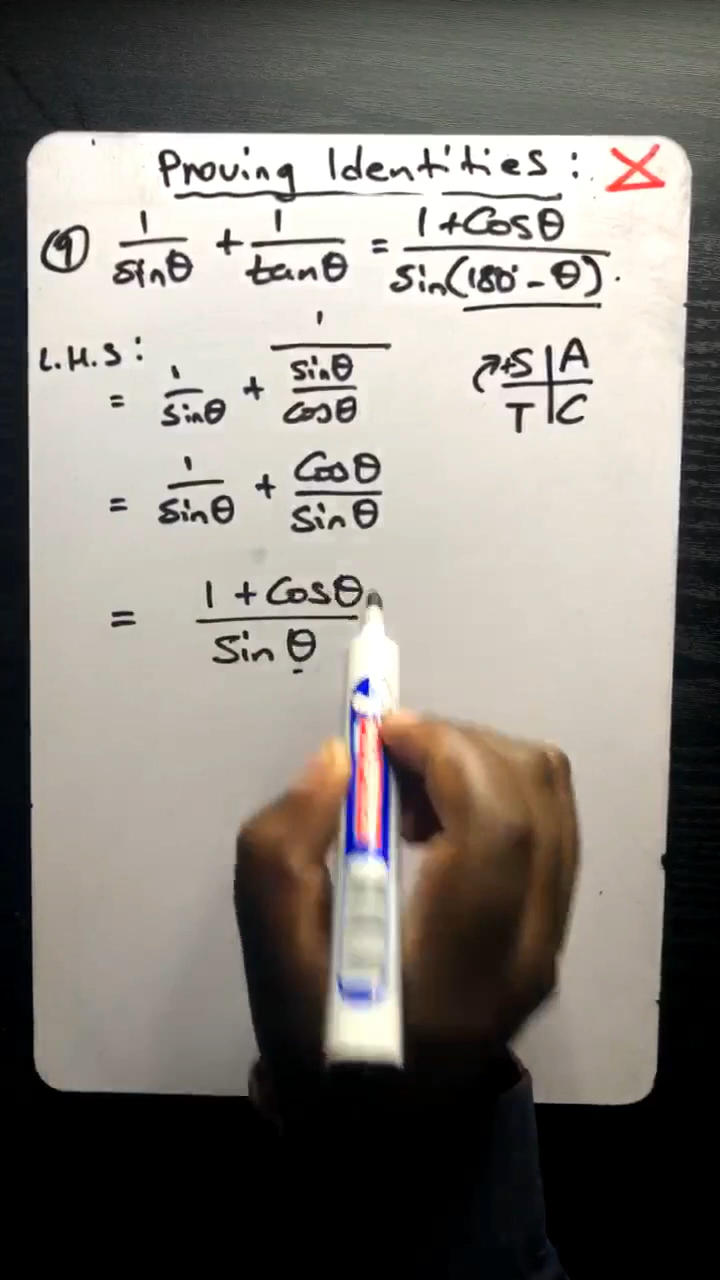 Proving Identities:
(9) 1/sinθ + 1/tanθ = 1+Cosθ/sin(180°-θ).
L.H.S:
= 1/sinθ + 1/(sinθ/cosθ)
+S A
T C
= 1/sinθ + Cosθ/sinθ
= 1+Cosθ/Sinθ